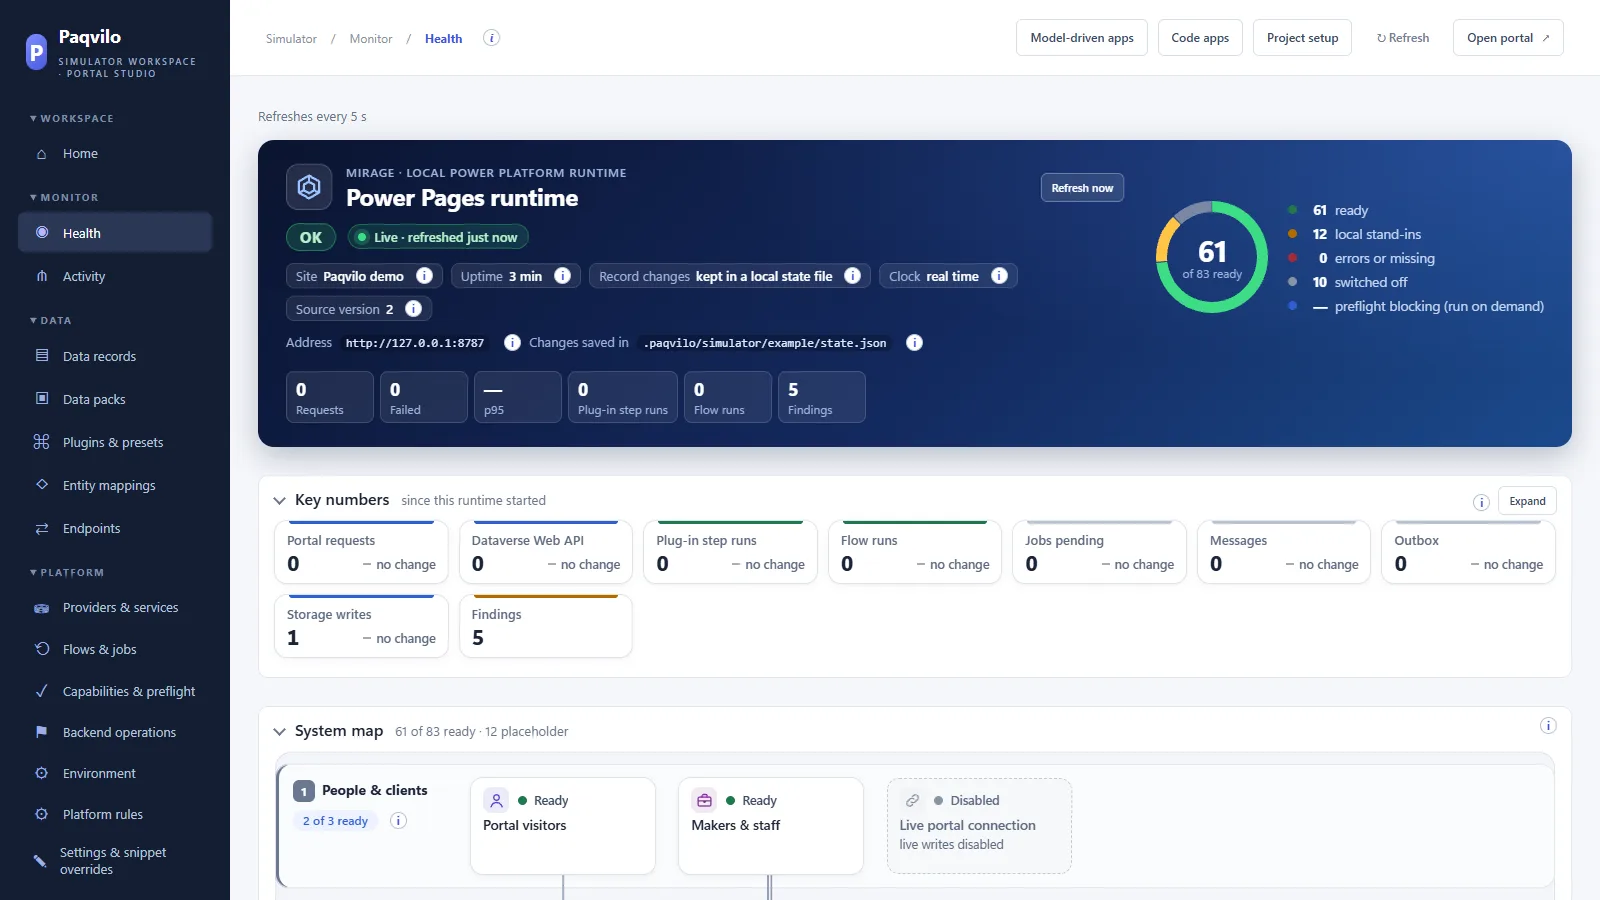 P
Paqvilo
SIMULATOR WORKSPACE
· PORTAL STUDIO
▾ WORKSPACE
Home
▾ MONITOR
Health
Activity
▾ DATA
Data records
Data packs
Plugins & presets
Entity mappings
Endpoints
▾ PLATFORM
Providers & services
Flows & jobs
Capabilities & preflight
Backend operations
Environment
Platform rules
Settings & snippet
overrides
Simulator / Monitor / Health i
Model-driven apps
Code apps
Project setup
↻ Refresh
Open portal ↗
Refreshes every 5 s
MIRAGE · LOCAL POWER PLATFORM RUNTIME
Power Pages runtime
Refresh now
OK
Live · refreshed just now
Site Paqvilo demo i
Uptime 3 min i
Record changes kept in a local state file i
Clock real time i
Source version 2 i
Address http://127.0.0.1:8787 i Changes saved in .paqvilo/simulator/example/state.json i
0
Requests
0
Failed
—
p95
0
Plug-in step runs
0
Flow runs
5
Findings
61
of 83 ready
61 ready
12 local stand-ins
0 errors or missing
10 switched off
— preflight blocking (run on demand)
Key numbers since this runtime started
i
Expand
Portal requests
0 – no change
Dataverse Web API
0 – no change
Plug-in step runs
0 – no change
Flow runs
0 – no change
Jobs pending
0 – no change
Messages
0 – no change
Outbox
0 – no change
Storage writes
1 – no change
Findings
5
System map 61 of 83 ready · 12 placeholder
i
1 People & clients
2 of 3 ready i
Ready
Portal visitors
Ready
Makers & staff
Disabled
Live portal connection
live writes disabled